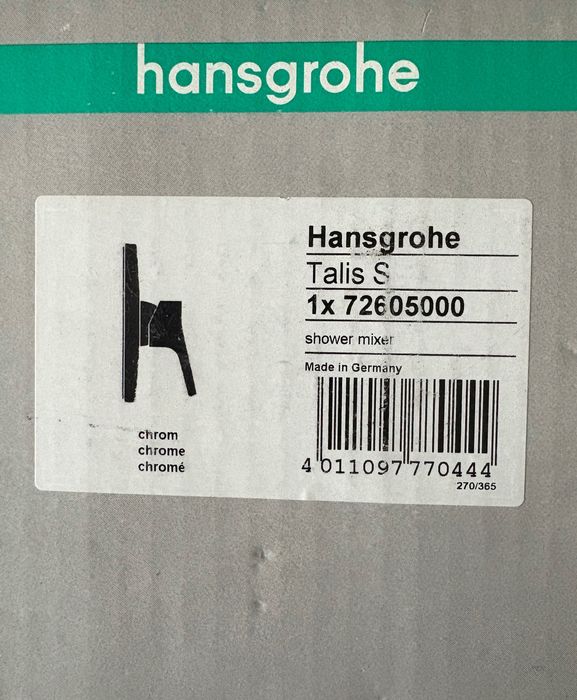 hansgrohe
Hansgrohe
Talis S
1x 72605000
shower mixer
Made in Germany
chrom
chrome
chromé
4 011097 770444
270/365